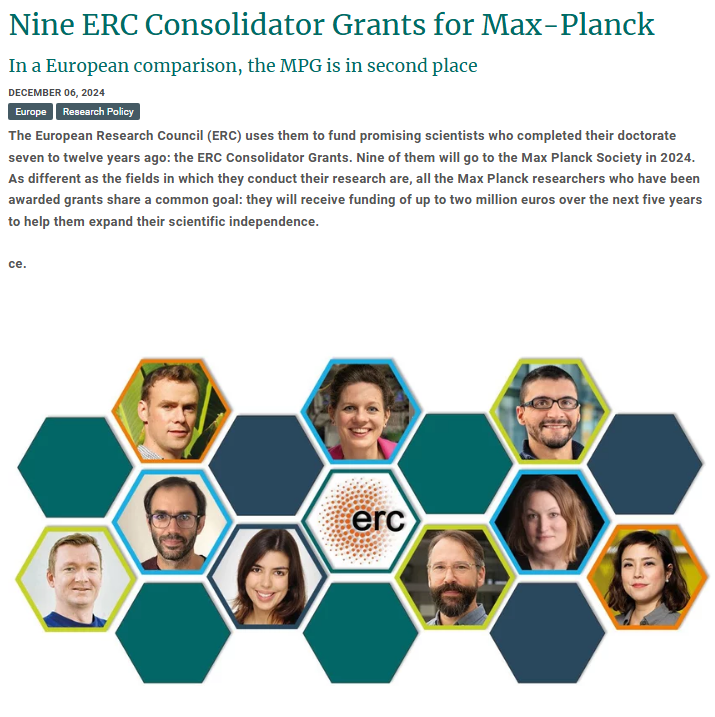 Nine ERC Consolidator Grants for Max-Planck
In a European comparison, the MPG is in second place
DECEMBER 06, 2024
Europe Research Policy
The European Research Council (ERC) uses them to fund promising scientists who completed their doctorate
seven to twelve years ago: the ERC Consolidator Grants. Nine of them will go to the Max Planck Society in 2024.
As different as the fields in which they conduct their research are, all the Max Planck researchers who have been
awarded grants share a common goal: they will receive funding of up to two million euros over the next five years
to help them expand their scientific independence.
ce.
erc